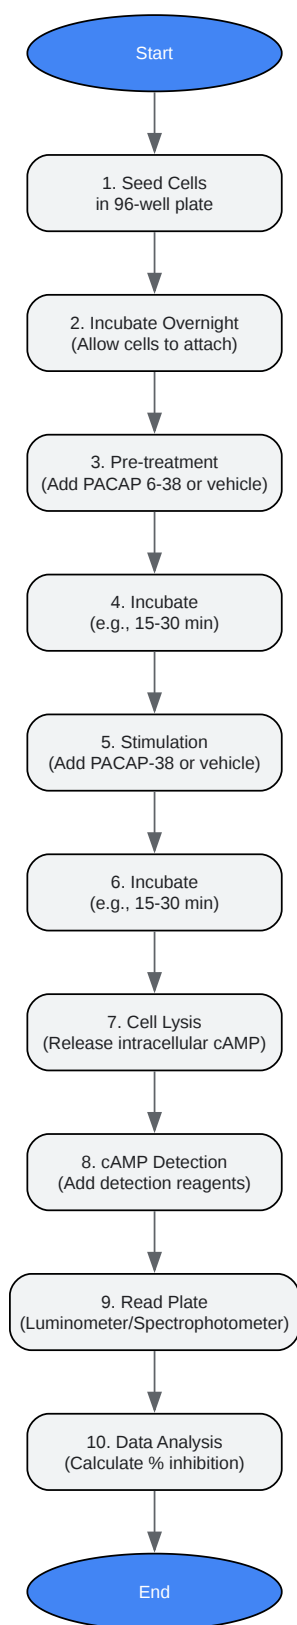 Start
1. Seed Cells
in 96-well plate
2. Incubate Overnight
(Allow cells to attach)
3. Pre-treatment
(Add PACAP 6-38 or vehicle)
4. Incubate
(e.g., 15-30 min)
5. Stimulation
(Add PACAP-38 or vehicle)
6. Incubate
(e.g., 15-30 min)
7. Cell Lysis
(Release intracellular cAMP)
8. cAMP Detection
(Add detection reagents)
9. Read Plate
(Luminometer/Spectrophotometer)
10. Data Analysis
(Calculate % inhibition)
End